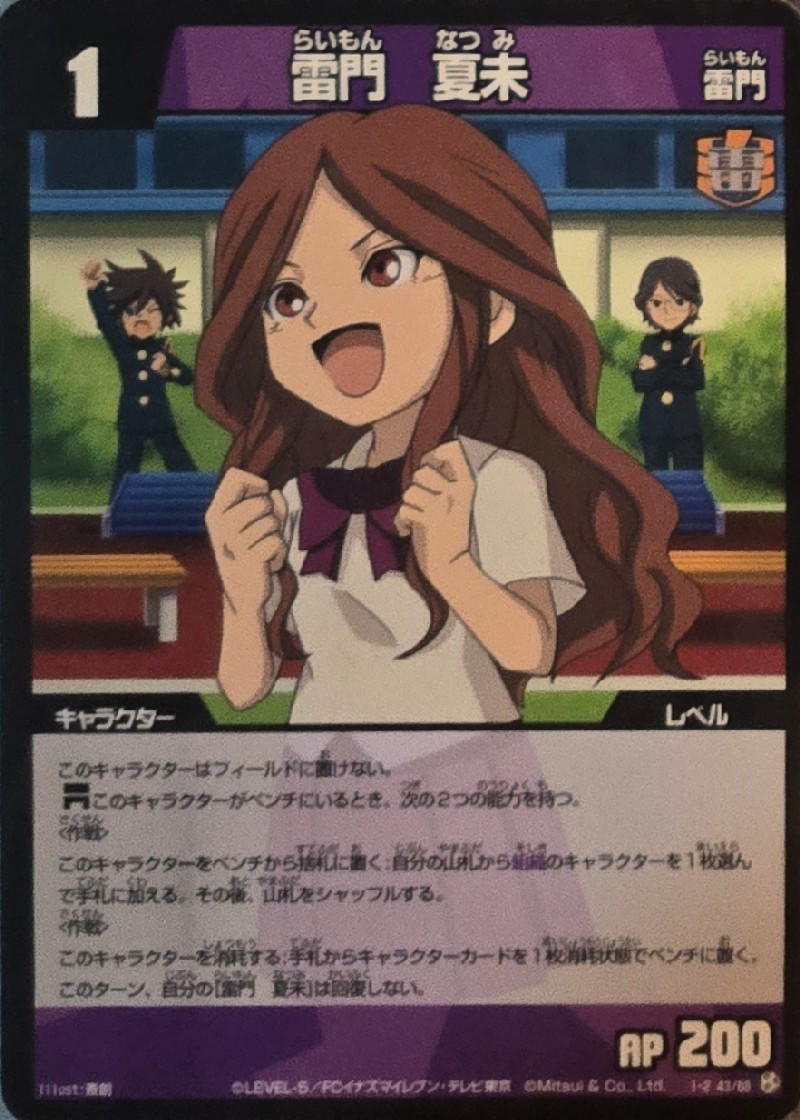 1
らいもん なつ み
雷門 夏未
らいもん
雷門
雷
キャラクター
レベル
このキャラクターはフィールドに置けない。
このキャラクターがベンチにいるとき、次の2つの能力を持つ。
<作戦>
このキャラクターをベンチから捨札に置く:自分の山札から のキャラクターを1枚選ん
で手札に加える。その後、山札をシャッフルする。
<作戦>
このキャラクターを消耗する:手札からキャラクターカードを1枚消耗状態でベンチに置く。
このターン、自分の[雷門 夏未]は回復しない。
AP 200
Illust:
©LEVEL-5/FCイナズマイレブン・テレビ東京 ©Mitsui & Co., Ltd. I-2 43/68